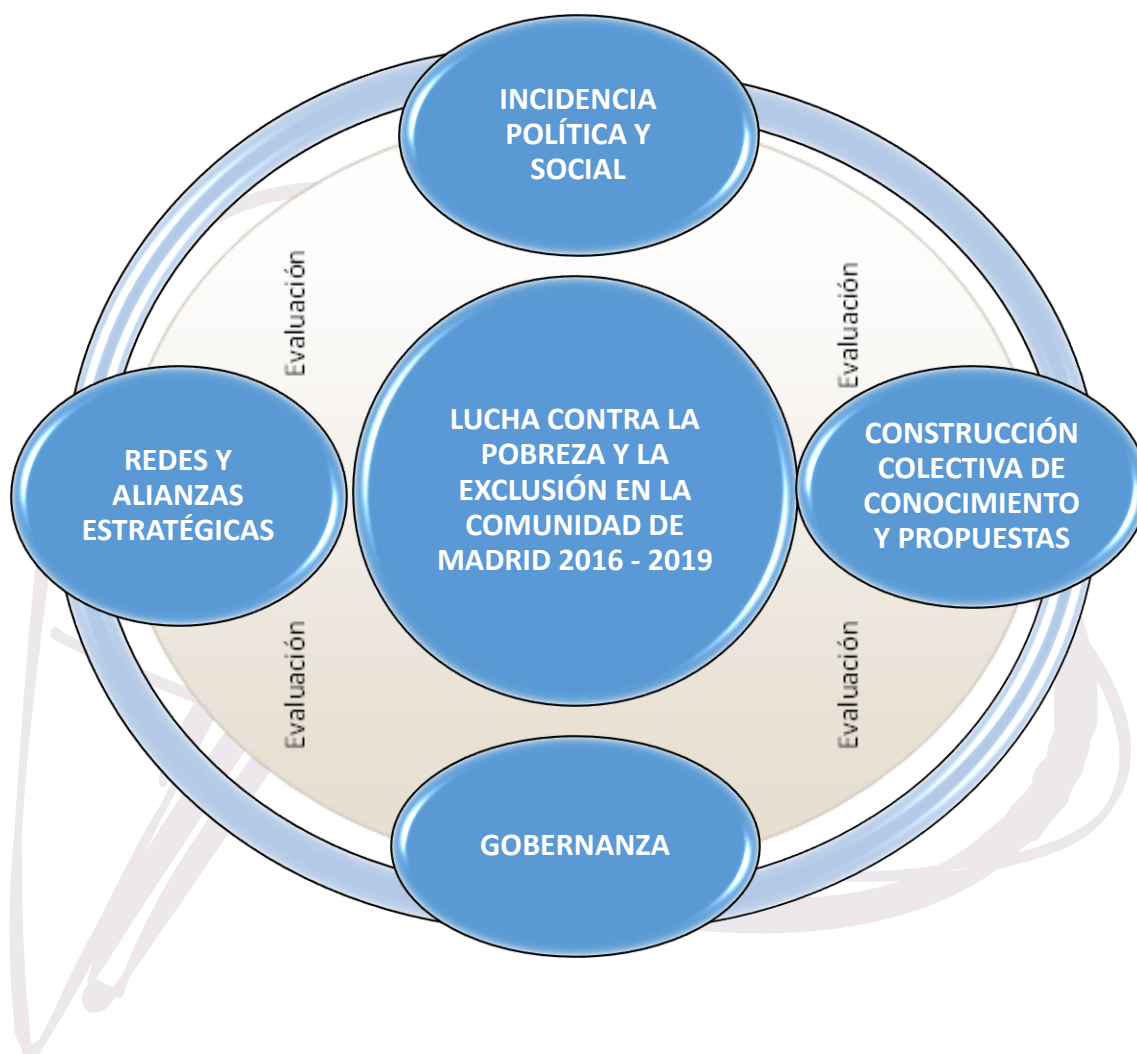 INCIDENCIA
POLÍTICA Y
SOCIAL
Evaluación
Evaluación
REDES Y
ALIANZAS
ESTRATÉGICAS
LUCHA CONTRA LA
POBREZA Y LA
EXCLUSIÓN EN LA
COMUNIDAD DE
MADRID 2016 - 2019
CONSTRUCCIÓN
COLECTIVA DE
CONOCIMIENTO
Y PROPUESTAS
Evaluación
Evaluación
GOBERNANZA